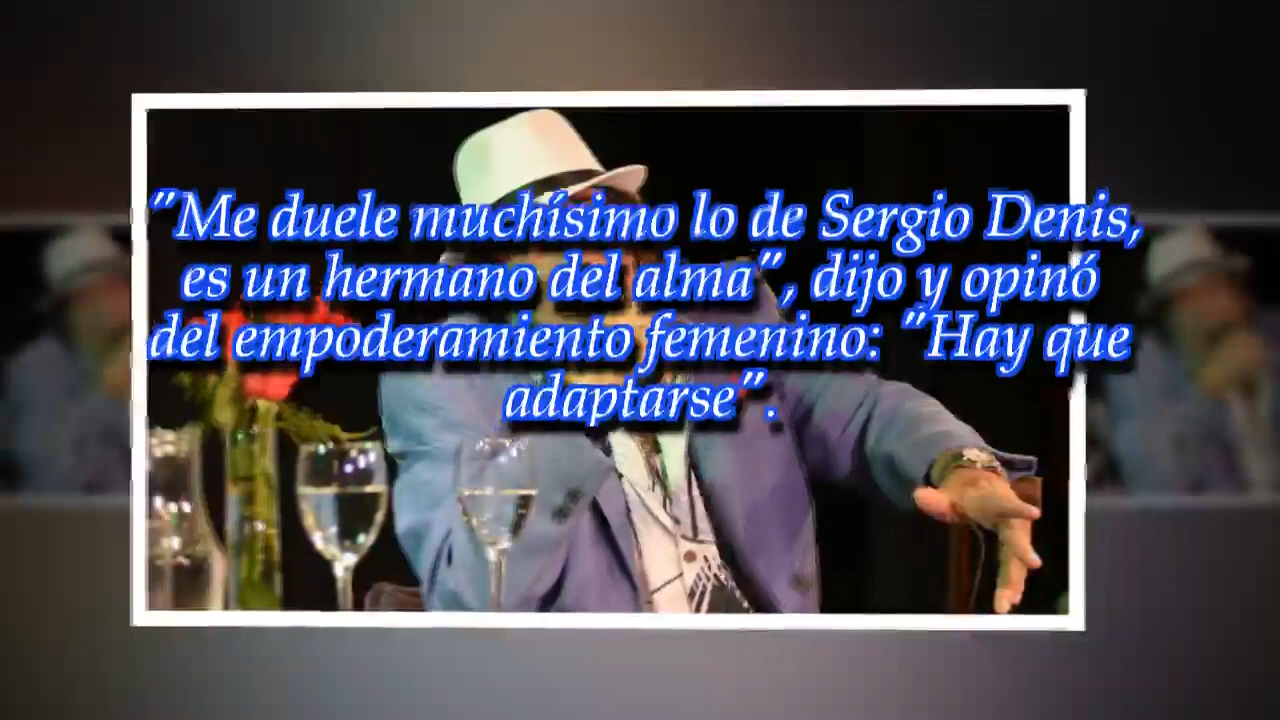 "Me duele muchísimo lo de Sergio Denis,
es un hermano del alma", dijo y opinó
del empoderamiento femenino: "Hay que
adaptarse".